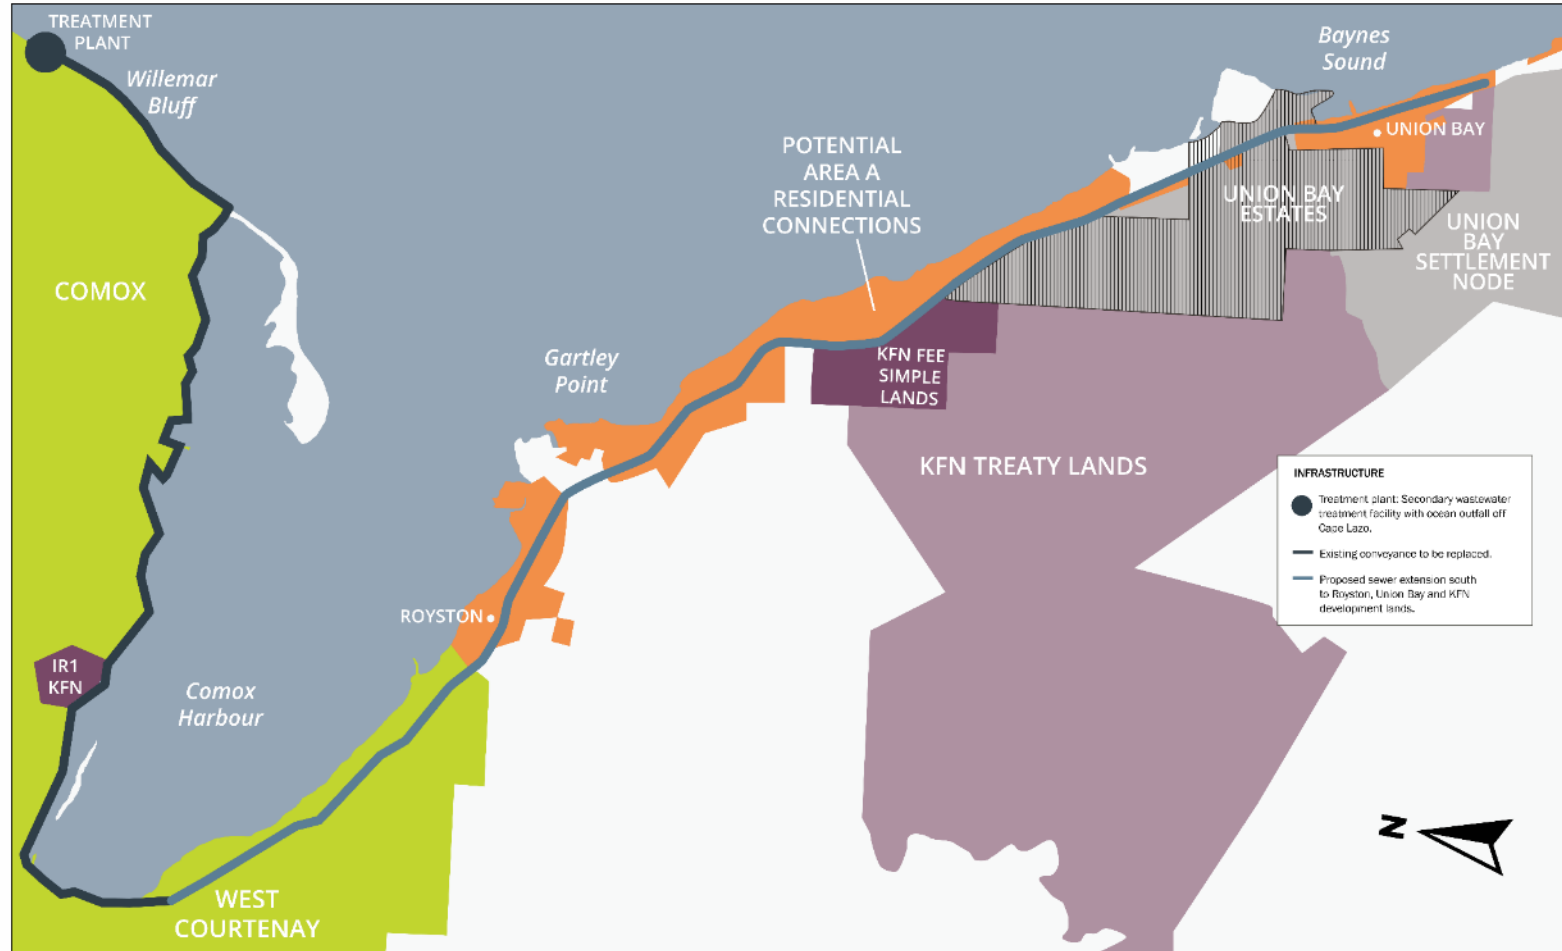 TREATMENT
PLANT
Willemar
Bluff
COMOX
IR1
KFN
Comox
Harbour
WEST
COURTENAY
ROYSTON
Gartley
Point
POTENTIAL
AREA A
RESIDENTIAL
CONNECTIONS
KFN FEE
SIMPLE
LANDS
KFN TREATY LANDS
Baynes
Sound
UNION BAY
UNION BAY
ESTATES
UNION
BAY
SETTLEMENT
NODE
INFRASTRUCTURE
Treatment plant: Secondary wastewater
treatment facility with ocean outfall off
Cape Lazo.
Existing conveyance to be replaced.
Proposed sewer extension south
to Royston, Union Bay and KFN
development lands.
N